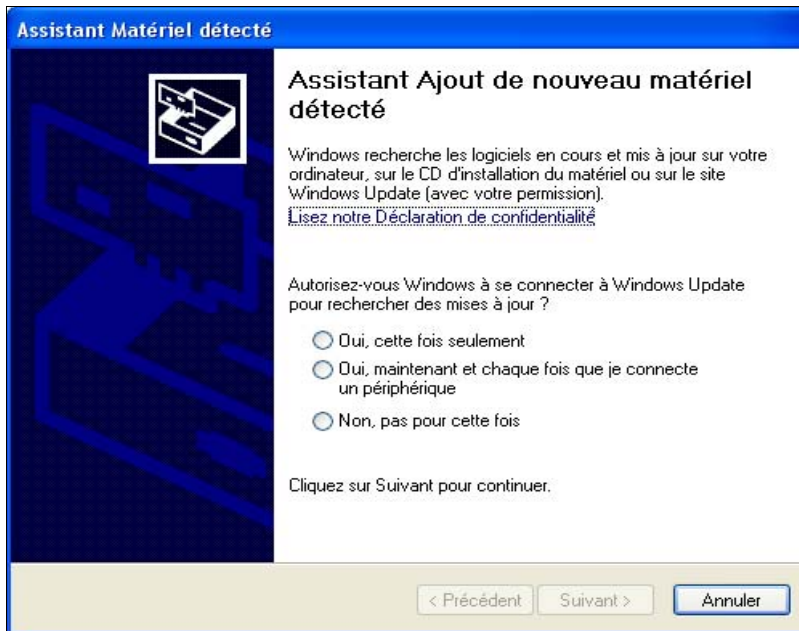 Assistant Matériel détecté
Assistant Ajout de nouveau matériel
détecté
Windows recherche les logiciels en cours et mis à jour sur votre
ordinateur, sur le CD d'installation du matériel ou sur le site
Windows Update (avec votre permission).
Lisez notre Déclaration de confidentialité
Autorisez-vous Windows à se connecter à Windows Update
pour rechercher des mises à jour ?
Oui, cette fois seulement
Oui, maintenant et chaque fois que je connecte
un périphérique
Non, pas pour cette fois
Cliquez sur Suivant pour continuer.
< Précédent
Suivant >
Annuler